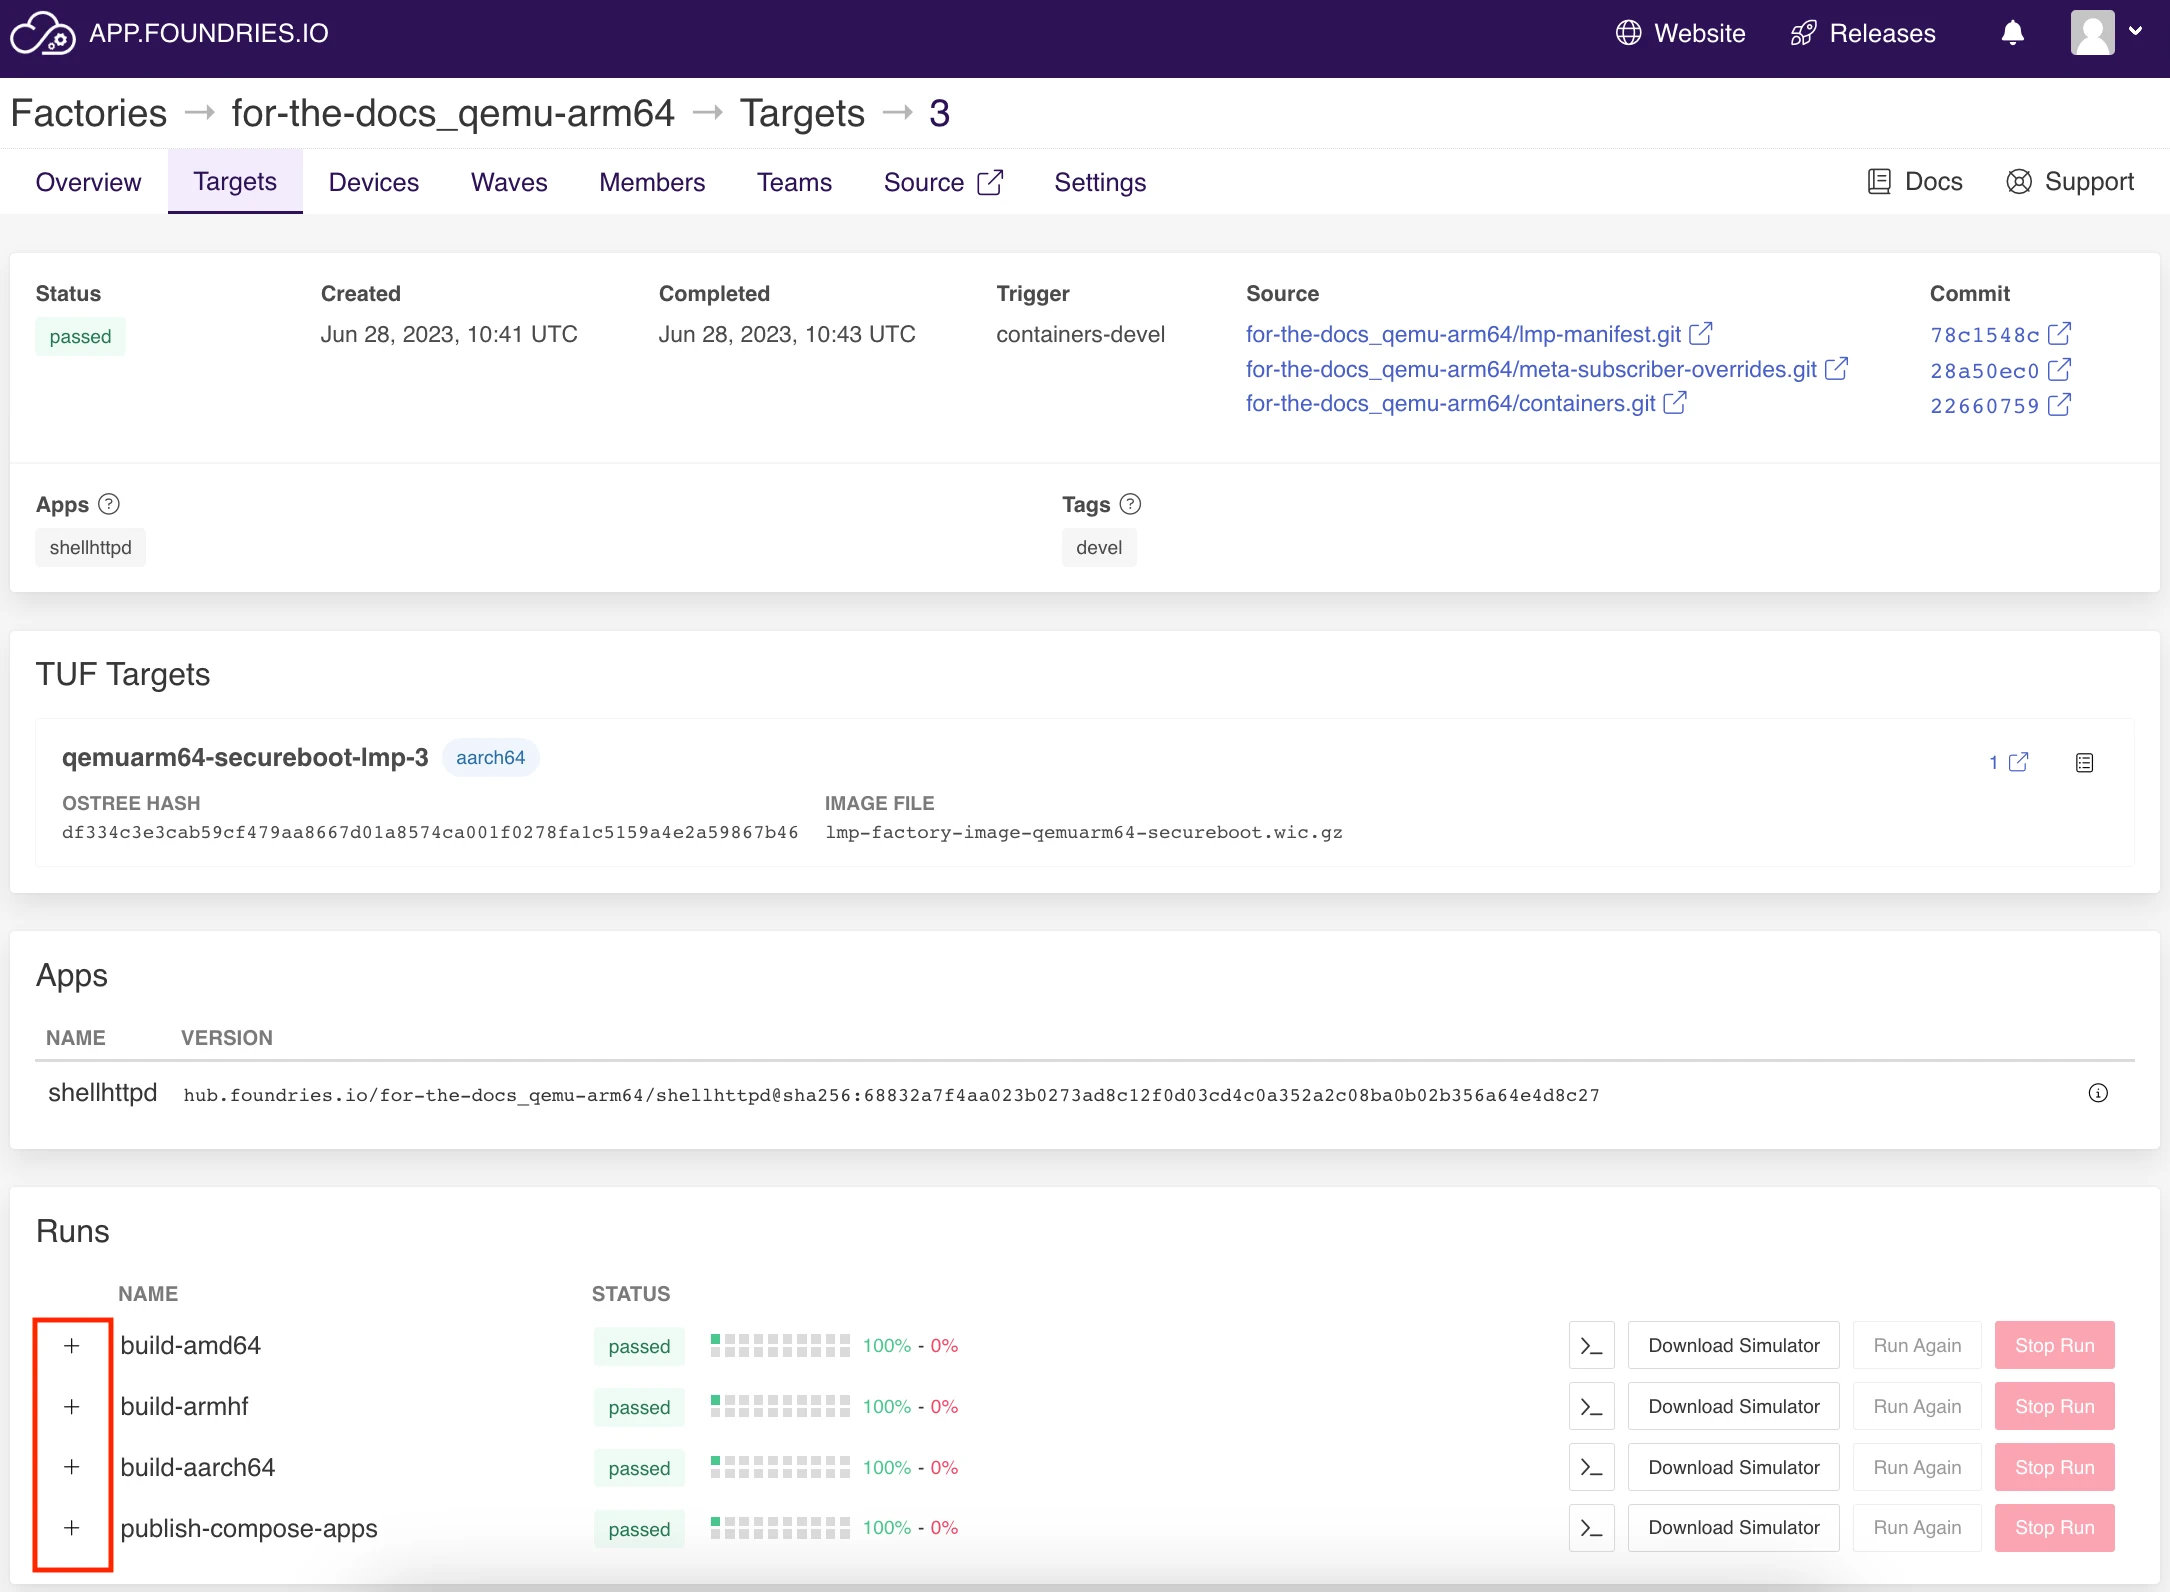 APP.FOUNDRIES.IO
Website
Releases
Factories → for-the-docs_qemu-arm64 → Targets → 3
Overview
Targets
Devices
Waves
Members
Teams
Source
Settings
Docs
Support
Status
passed
Created
Jun 28, 2023, 10:41 UTC
Completed
Jun 28, 2023, 10:43 UTC
Trigger
containers-devel
Source
for-the-docs_qemu-arm64/lmp-manifest.git
for-the-docs_qemu-arm64/meta-subscriber-overrides.git
for-the-docs_qemu-arm64/containers.git
Commit
78c1548c
28a50ec0
22660759
Apps ?
shellhttpd
Tags ?
devel
TUF Targets
qemuarm64-secureboot-lmp-3 aarch64
1
OSTREE HASH
df334c3e3cab59cf479aa8667d01a8574ca001f0278fa1c5159a4e2a59867b46
IMAGE FILE
lmp-factory-image-qemuarm64-secureboot.wic.gz
Apps
NAME VERSION
shellhttpd hub.foundries.io/for-the-docs_qemu-arm64/shellhttpd@sha256:68832a7f4aa023b0273ad8c12f0d03cd4c0a352a2c08ba0b02b356a64e4d8c27
Runs
NAME STATUS
+ build-amd64 passed 100% - 0% >_ Download Simulator Run Again Stop Run
+ build-armhf passed 100% - 0% >_ Download Simulator Run Again Stop Run
+ build-aarch64 passed 100% - 0% >_ Download Simulator Run Again Stop Run
+ publish-compose-apps passed 100% - 0% >_ Download Simulator Run Again Stop Run